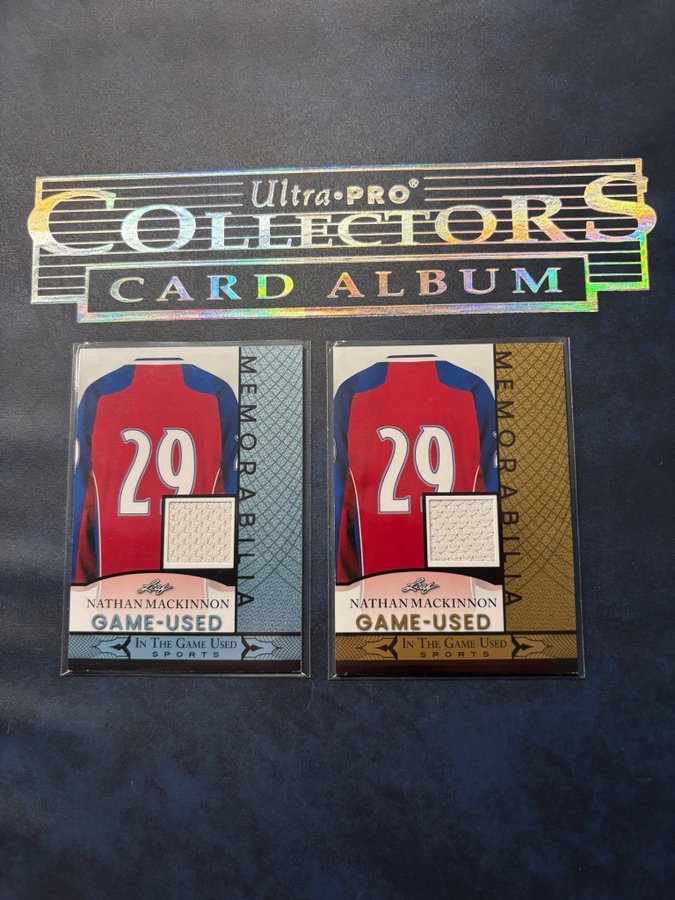 Ultra•PRO®
COLLECTORS
CARD ALBUM
29
MEMORABILIA
Leaf
NATHAN MACKINNON
GAME-USED
IN THE GAME USED
SPORTS
29
MEMORABILIA
Leaf
NATHAN MACKINNON
GAME-USED
IN THE GAME USED
SPORTS